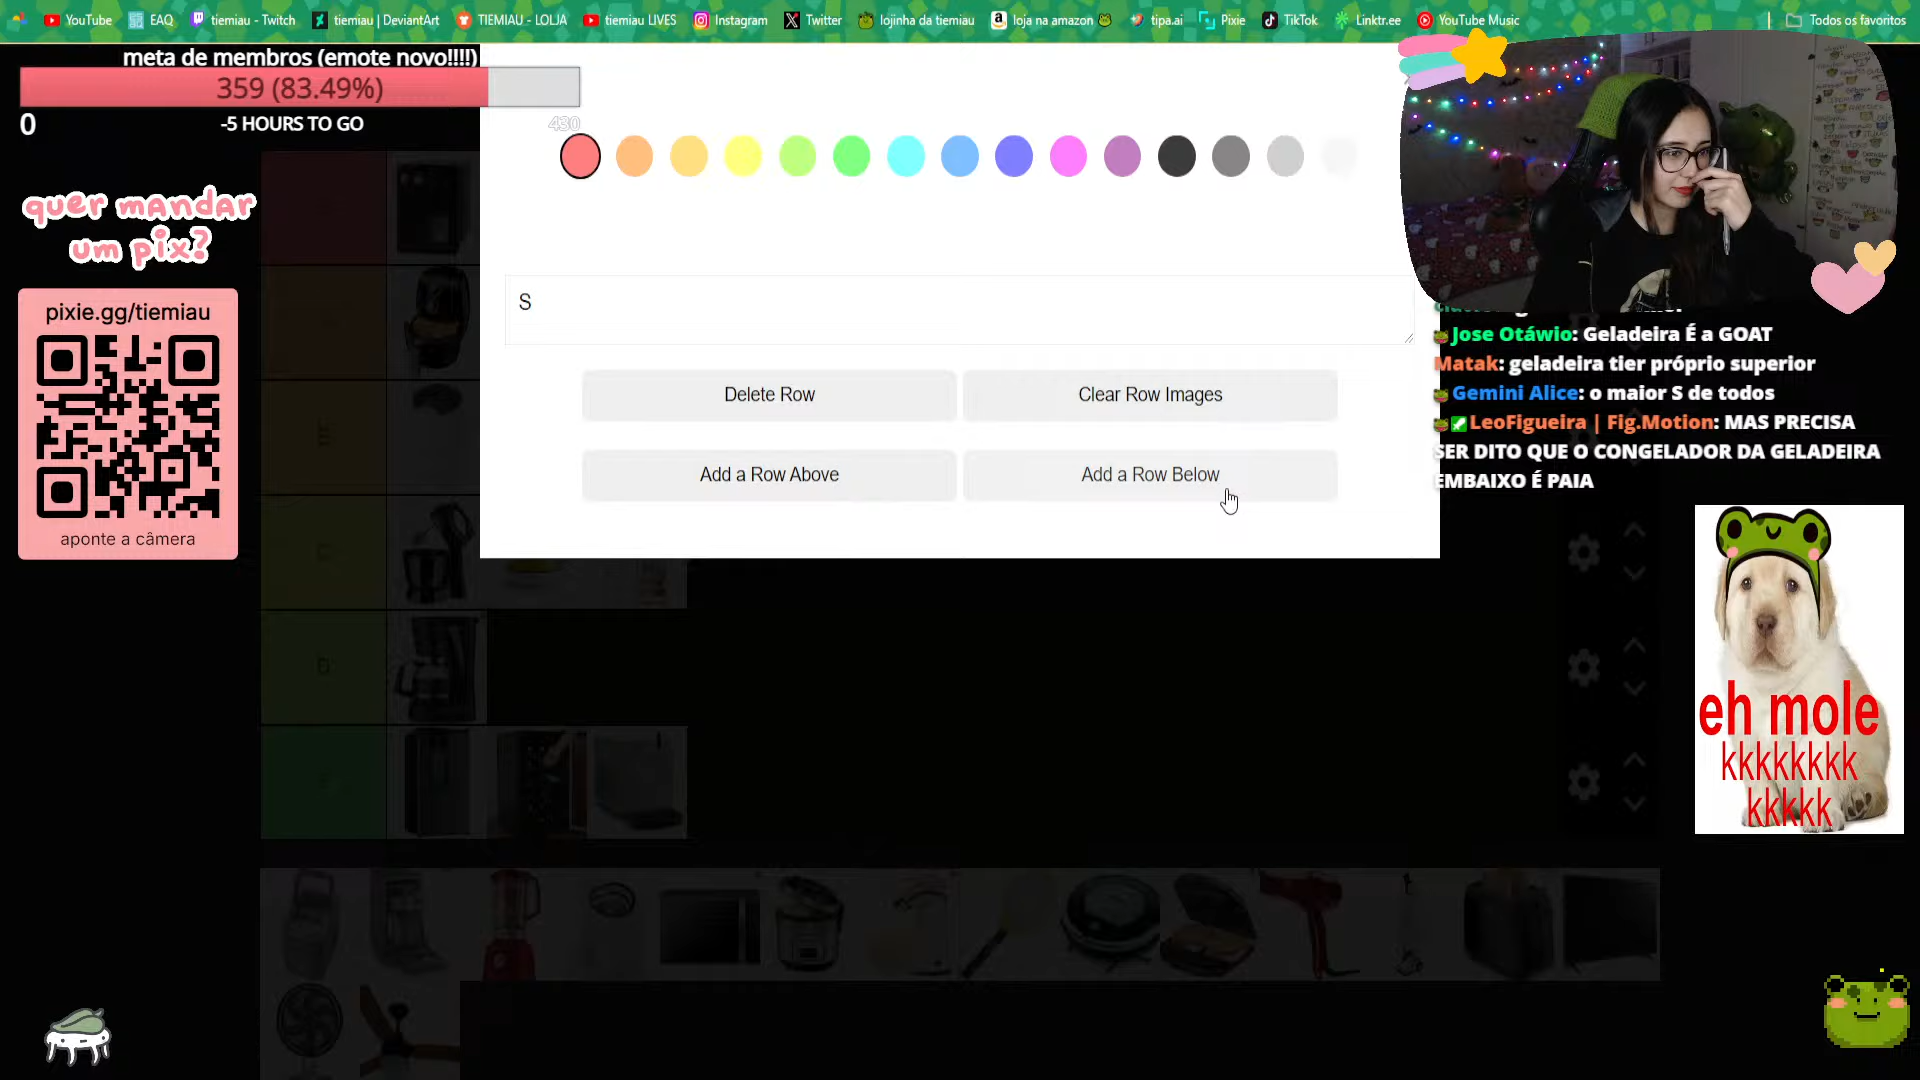 YouTube EAQ tiemiau - Twitch tiemiau | DeviantArt TIEMIAU - LOLJA tiemiau LIVES Instagram Twitter lojinha da tiemiau loja na amazon tipa.ai Pixie TikTok Linktr.ee YouTube Music Todos os favoritos
meta de membros (emote novo!!!!)
359 (83.49%)
0 -5 HOURS TO GO 430
quer mandar
um pix?
pixie.gg/tiemiau
aponte a câmera
S
Delete Row Clear Row Images
Add a Row Above Add a Row Below
Jose Otáwio: Geladeira É a GOAT
Matak: geladeira tier próprio superior
Gemini Alice: o maior S de todos
LeoFigueira | Fig.Motion: MAS PRECISA
SER DITO QUE O CONGELADOR DA GELADEIRA
EMBAIXO É PAIA
eh mole
kkkkkkkk
kkkkk